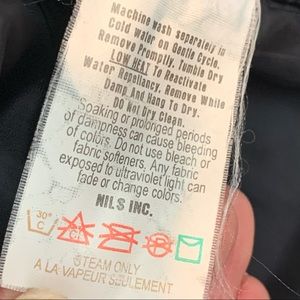 Machine wash separately in
Cold water on Gentle Cycle.
Remove Promptly, Tumble Dry
LOW HEAT To Reactivate
Water Repellancy, Remove While
Damp And Hang To Dry.
Do Not Dry Clean.
Soaking or prolonged periods
of dampness can cause bleeding
of colors. Do not use bleach or
fabric softeners. Any fabric
exposed to ultraviolet light can
fade or change colors.
NILS INC.
30°
C
Cl
P
STEAM ONLY
A LA VAPEUR SEULEMENT